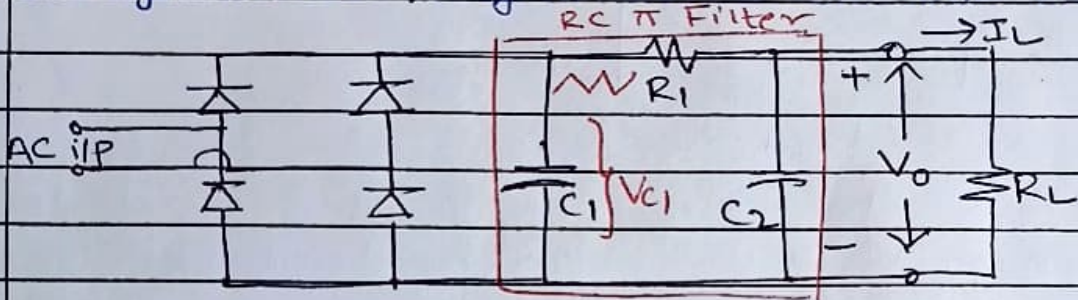 RC π Filter
→IL
R1
+
AC i/p
C1
VC1
C2
Vo
RL
−